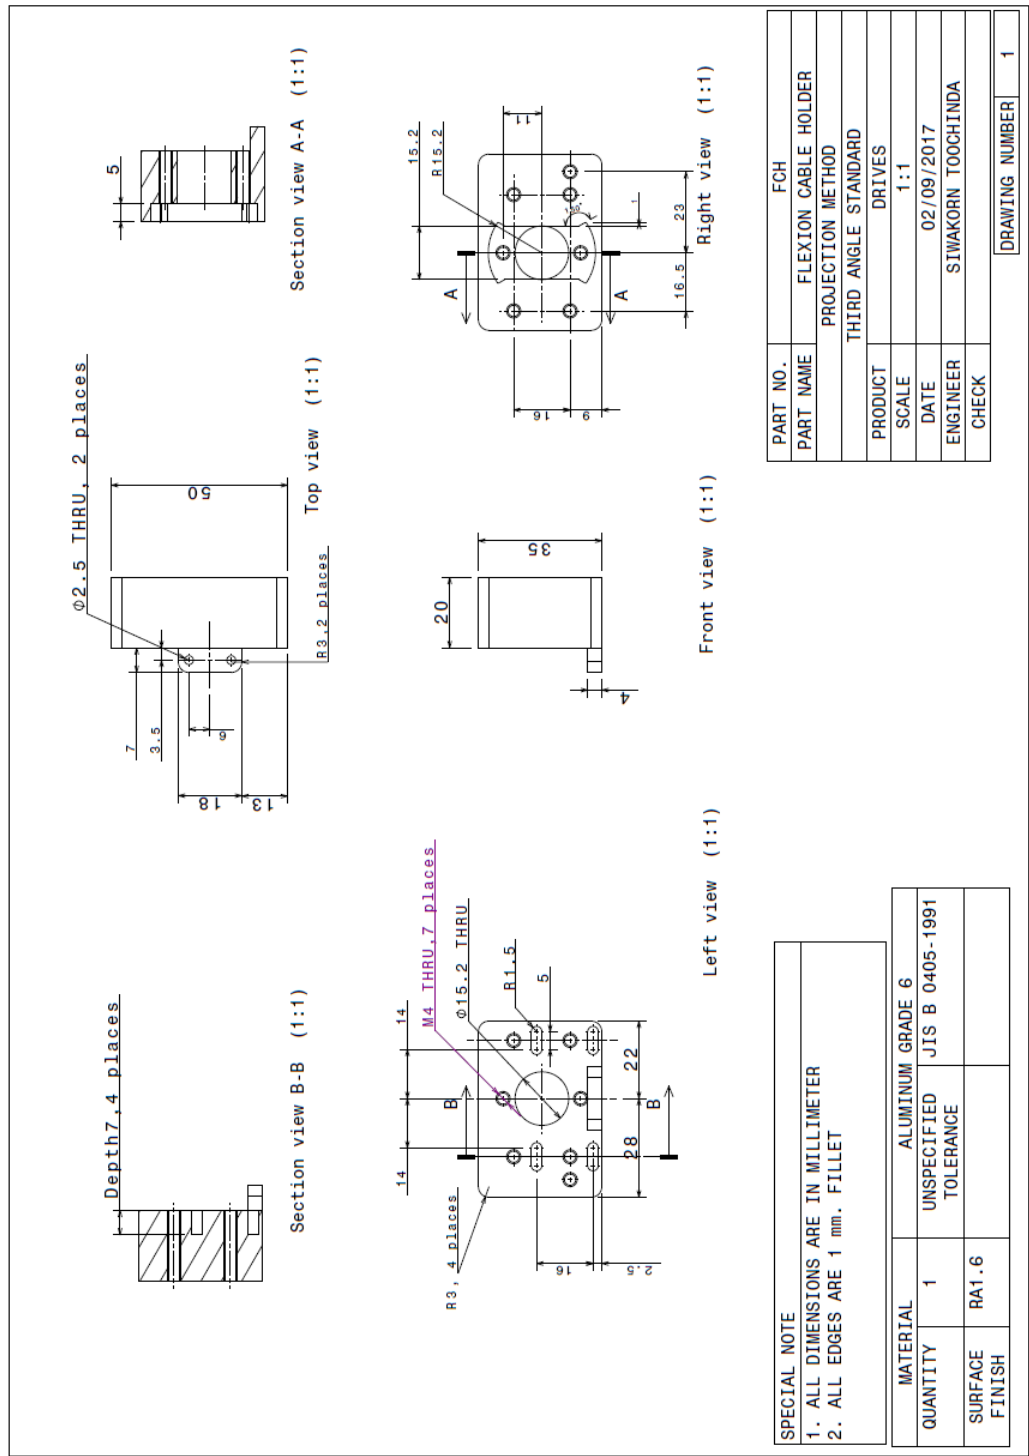 Depth7,4 places
Section view B-B (1:1)
Φ2.5 THRU, 2 places
7
3.5
6
18
13
50
R3,2 places
Top view (1:1)
5
Section view A-A (1:1)
M4 THRU,7 places
Φ15.2 THRU
R1.5
5
14
14
B
B
22
28
R3, 4 places
16
2.5
Left view (1:1)
20
35
4
Front view (1:1)
15.2
R15.2
11
A
A
1
23
16.5
16
9
Right view (1:1)
SPECIAL NOTE
1. ALL DIMENSIONS ARE IN MILLIMETER
2. ALL EDGES ARE 1 mm. FILLET
MATERIAL ALUMINUM GRADE 6
QUANTITY 1 UNSPECIFIED TOLERANCE JIS B 0405-1991
SURFACE FINISH RA1.6
PART NO. FCH
PART NAME FLEXION CABLE HOLDER
PROJECTION METHOD
THIRD ANGLE STANDARD
PRODUCT DRIVES
SCALE 1:1
DATE 02/09/2017
ENGINEER SIWAKORN TOOCHINDA
CHECK
DRAWING NUMBER 1